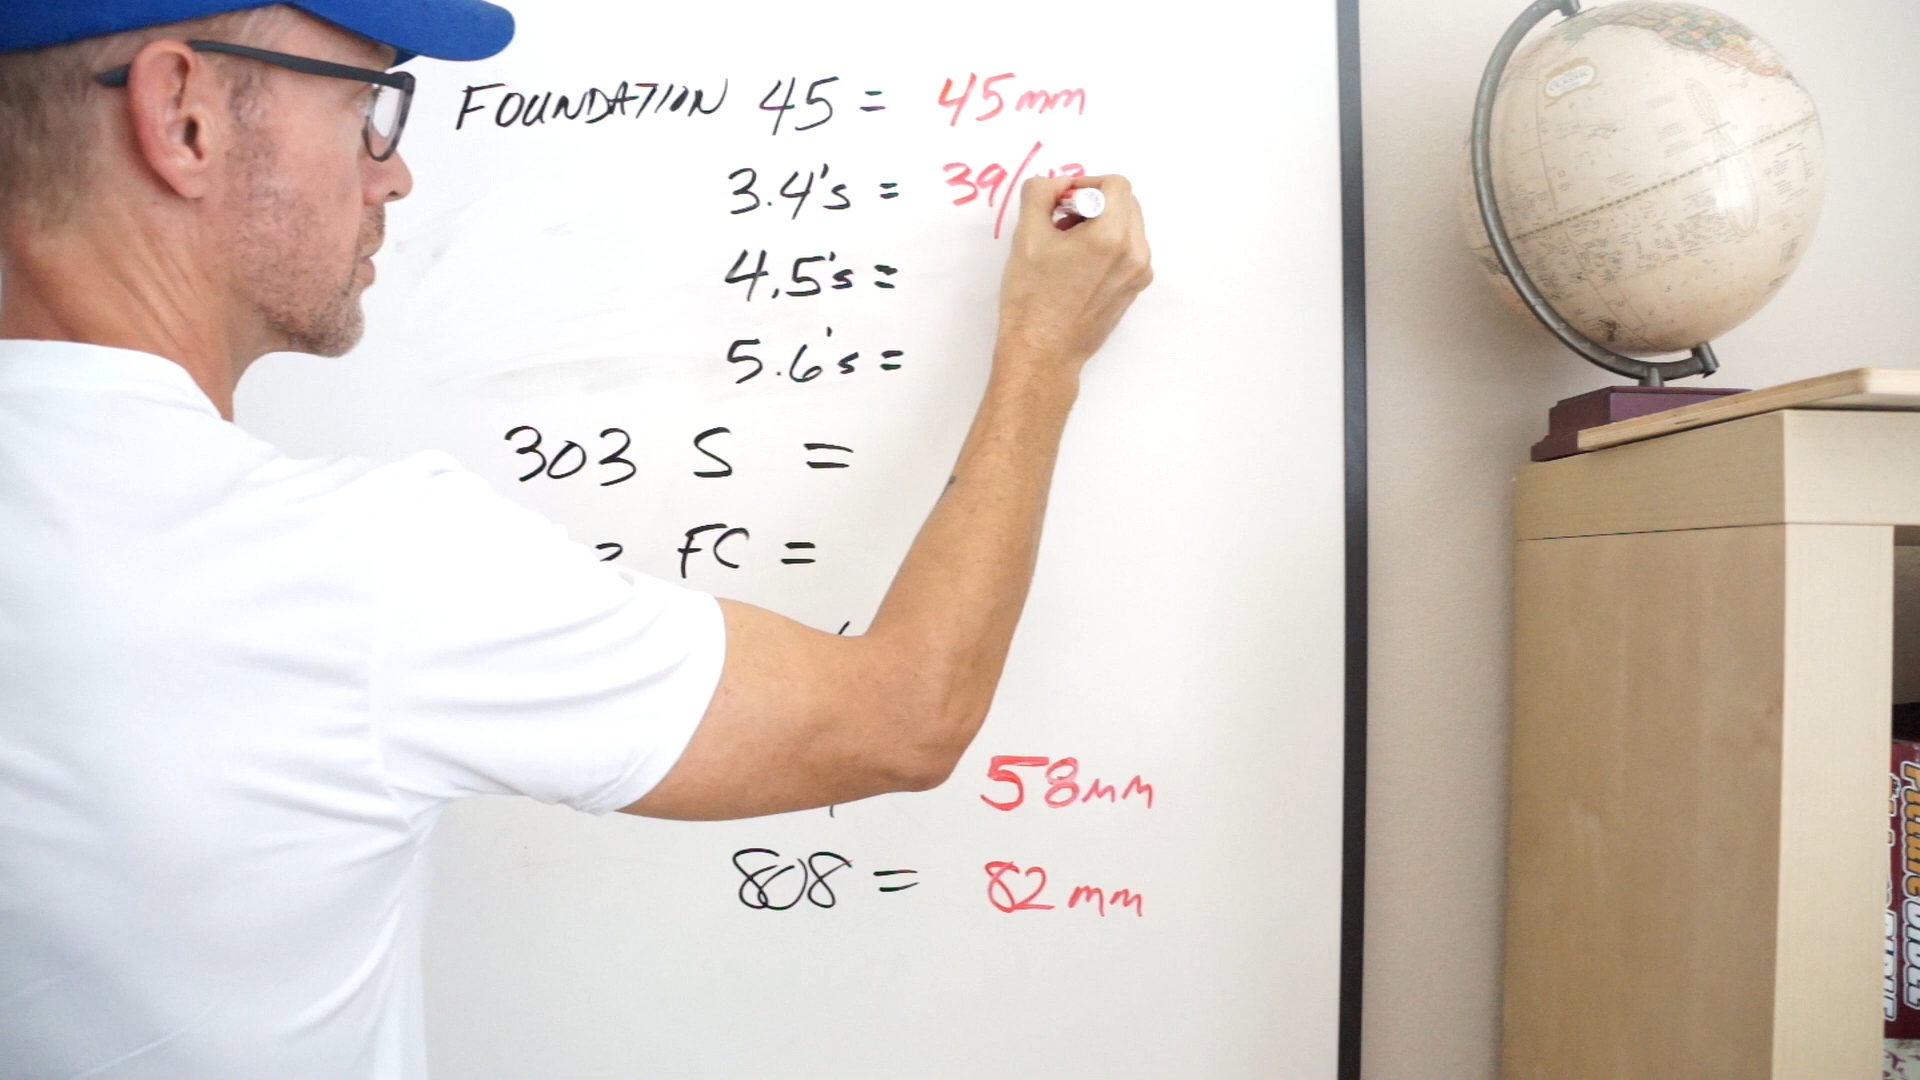 FOUNDATION 45 = 45mm
3.4's = 39/
4.5's =
5.6's =
303 S =
FC =
58mm
808 = 82mm